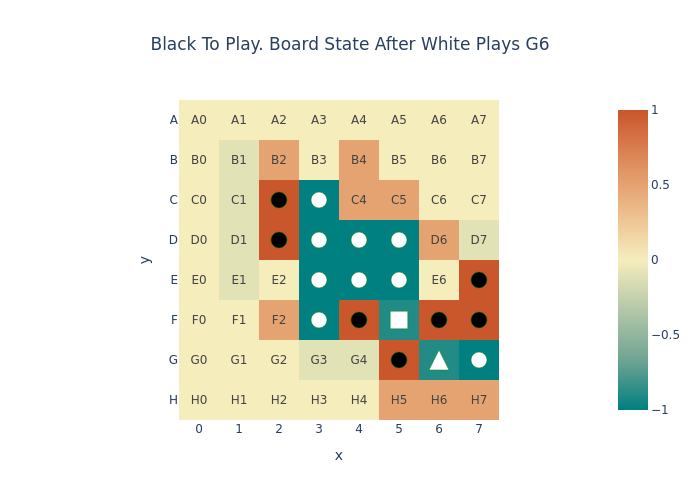 Black To Play. Board State After White Plays G6
A A0 A1 A2 A3 A4 A5 A6 A7
B B0 B1 B2 B3 B4 B5 B6 B7
C C0 C1 C4 C5 C6 C7
D D0 D1 D6 D7
E E0 E1 E2 E6
F F0 F1 F2
G G0 G1 G2 G3 G4
H H0 H1 H2 H3 H4 H5 H6 H7
0 1 2 3 4 5 6 7
x
y
1
0.5
0
−0.5
−1